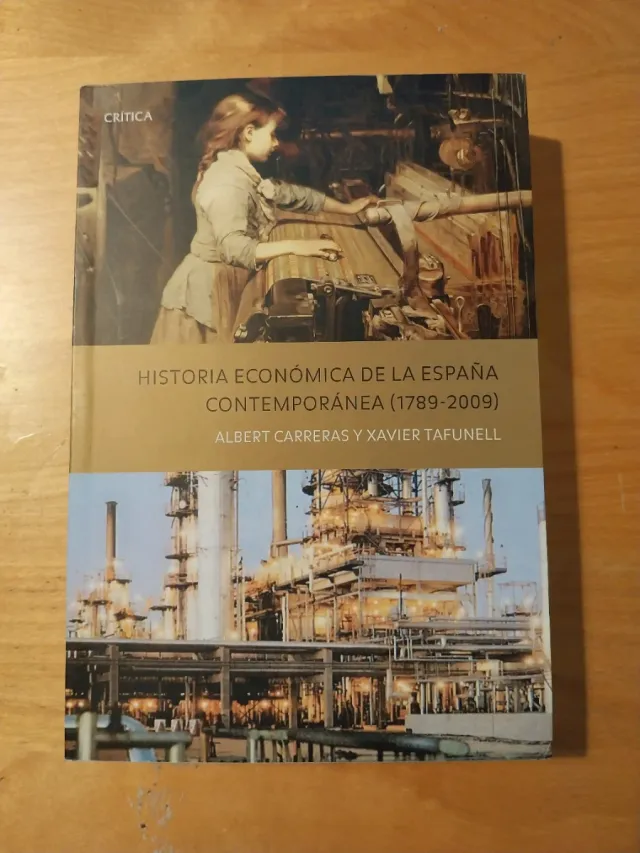 CRÍTICA
HISTORIA ECONÓMICA DE LA ESPAÑA
CONTEMPORÁNEA (1789-2009)
ALBERT CARRERAS Y XAVIER TAFUNELL